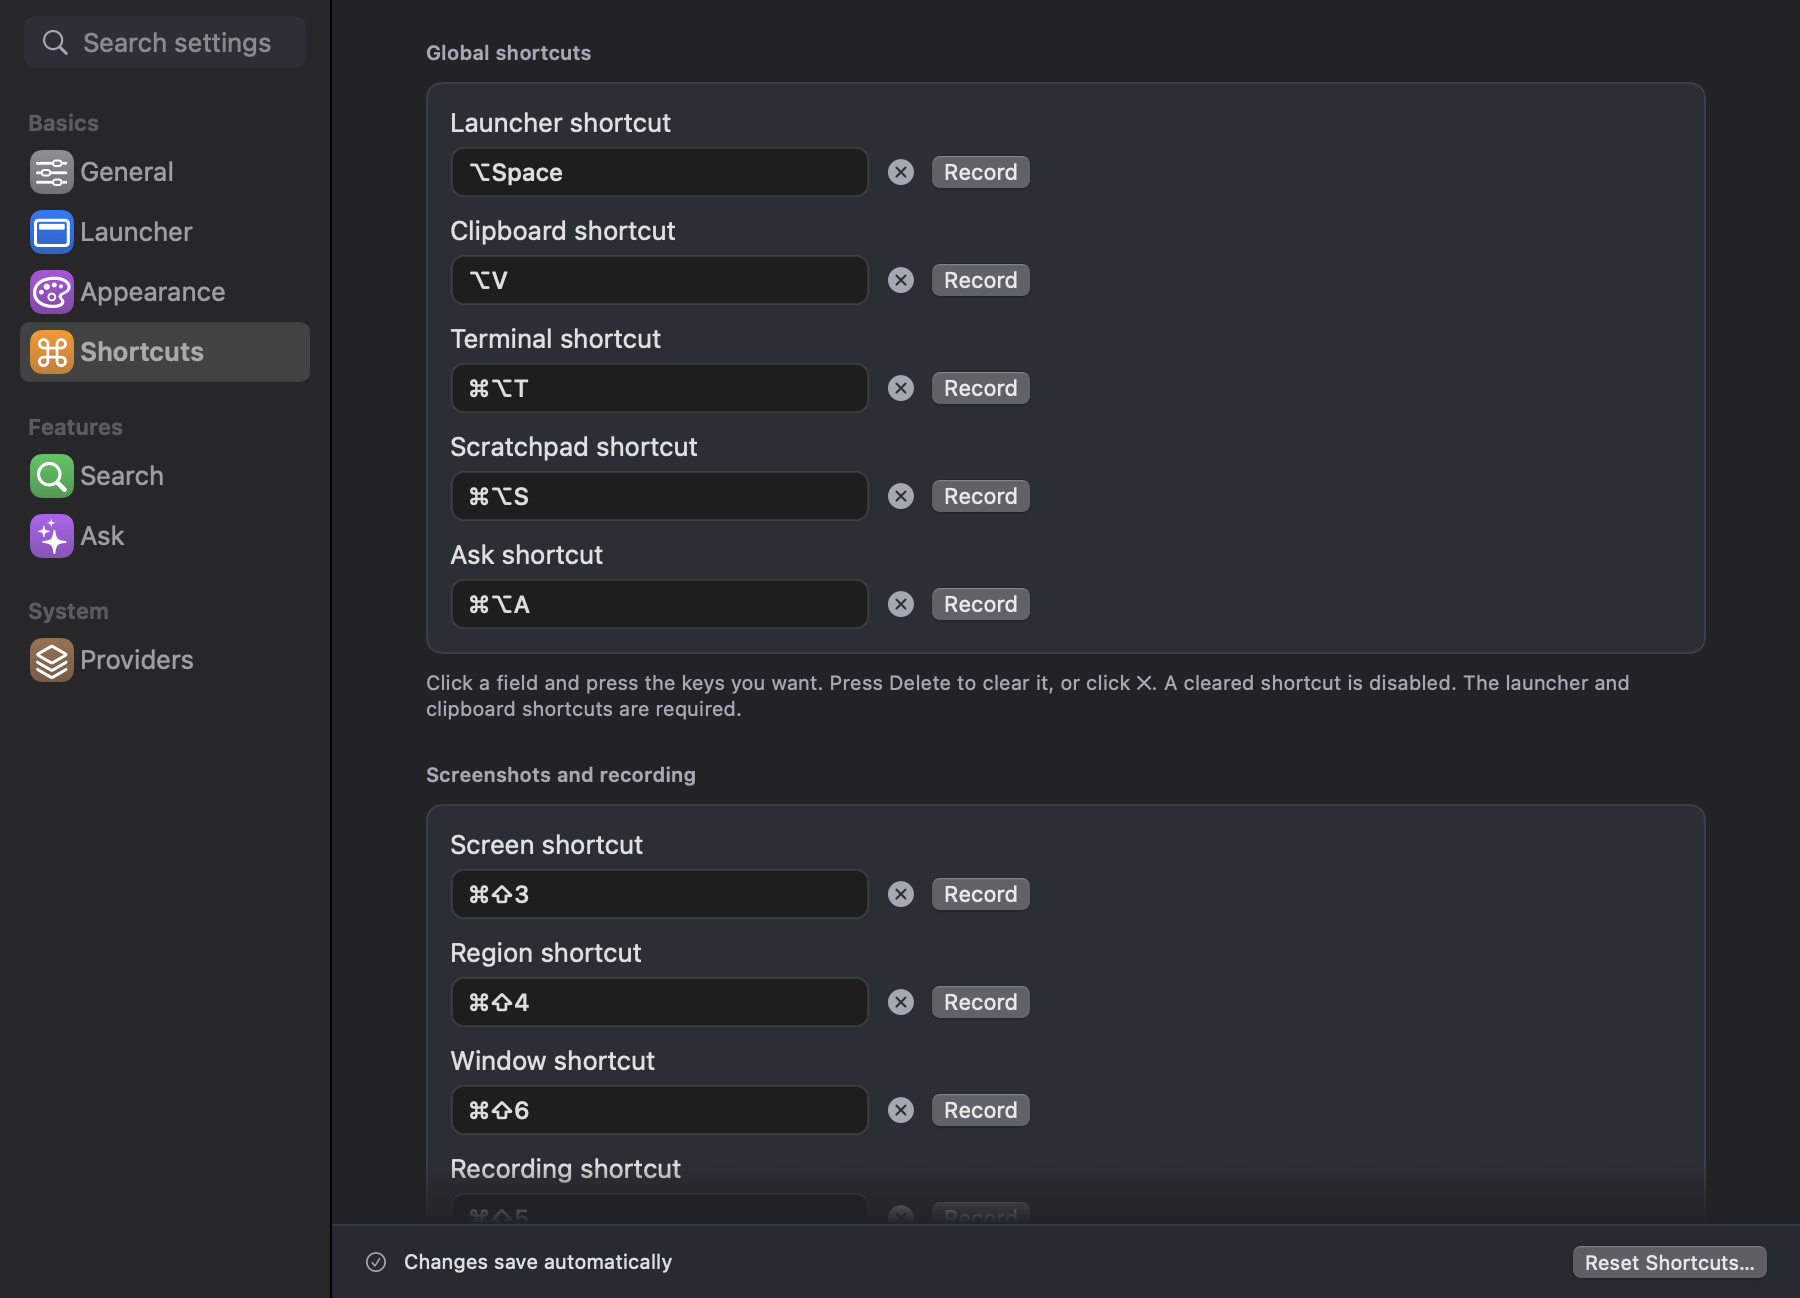 Search settings
Basics
General
Launcher
Appearance
Shortcuts
Features
Search
Ask
System
Providers
Global shortcuts
Launcher shortcut
⌥Space
Record
Clipboard shortcut
⌥V
Record
Terminal shortcut
⌘⌥T
Record
Scratchpad shortcut
⌘⌥S
Record
Ask shortcut
⌘⌥A
Record
Click a field and press the keys you want. Press Delete to clear it, or click ✕. A cleared shortcut is disabled. The launcher and
clipboard shortcuts are required.
Screenshots and recording
Screen shortcut
⌘⇧3
Record
Region shortcut
⌘⇧4
Record
Window shortcut
⌘⇧6
Record
Recording shortcut
⌘⇧5
Record
Changes save automatically
Reset Shortcuts...